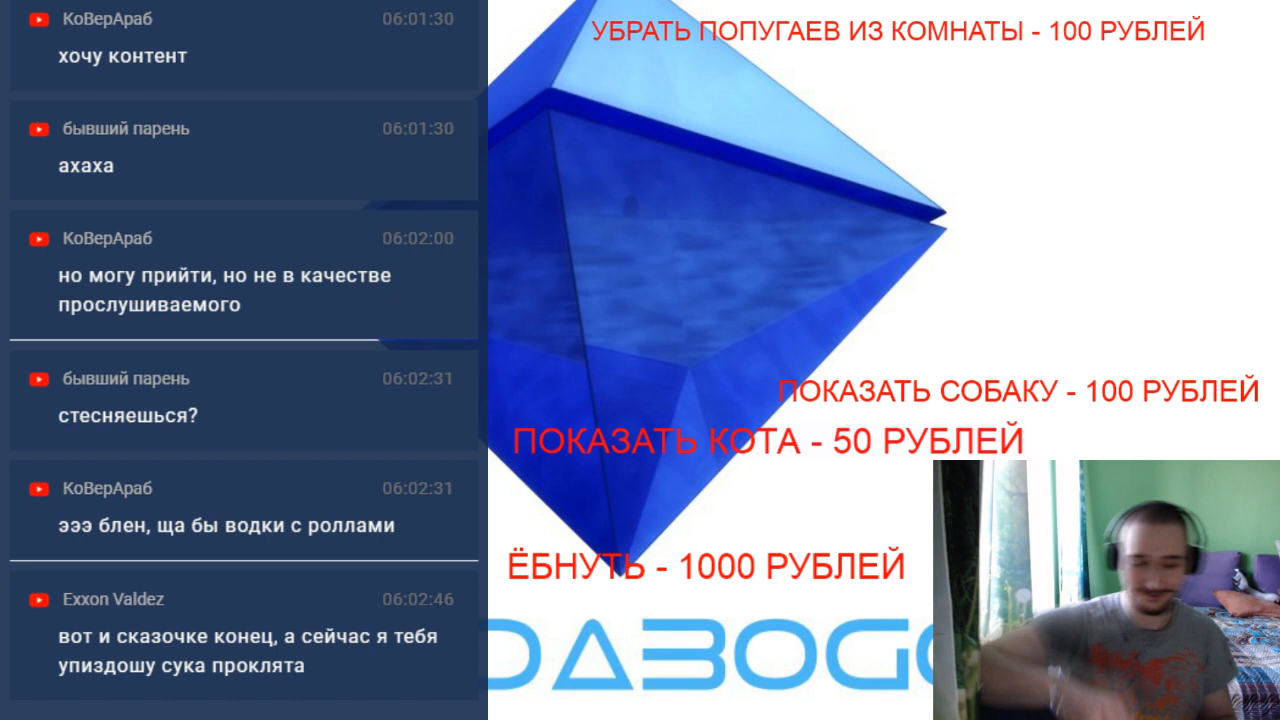 КоВерАраб 06:01:30
хочу контент
бывший парень 06:01:30
ахаха
КоВерАраб 06:02:00
но могу прийти, но не в качестве
прослушиваемого
бывший парень 06:02:31
стесняешься?
КоВерАраб 06:02:31
эээ блен, ща бы водки с роллами
Exxon Valdez 06:02:46
вот и сказочке конец, а сейчас я тебя
упиздошу сука проклята
УБРАТЬ ПОПУГАЕВ ИЗ КОМНАТЫ - 100 РУБЛЕЙ
ПОКАЗАТЬ СОБАКУ - 100 РУБЛЕЙ
ПОКАЗАТЬ КОТА - 50 РУБЛЕЙ
ЁБНУТЬ - 1000 РУБЛЕЙ